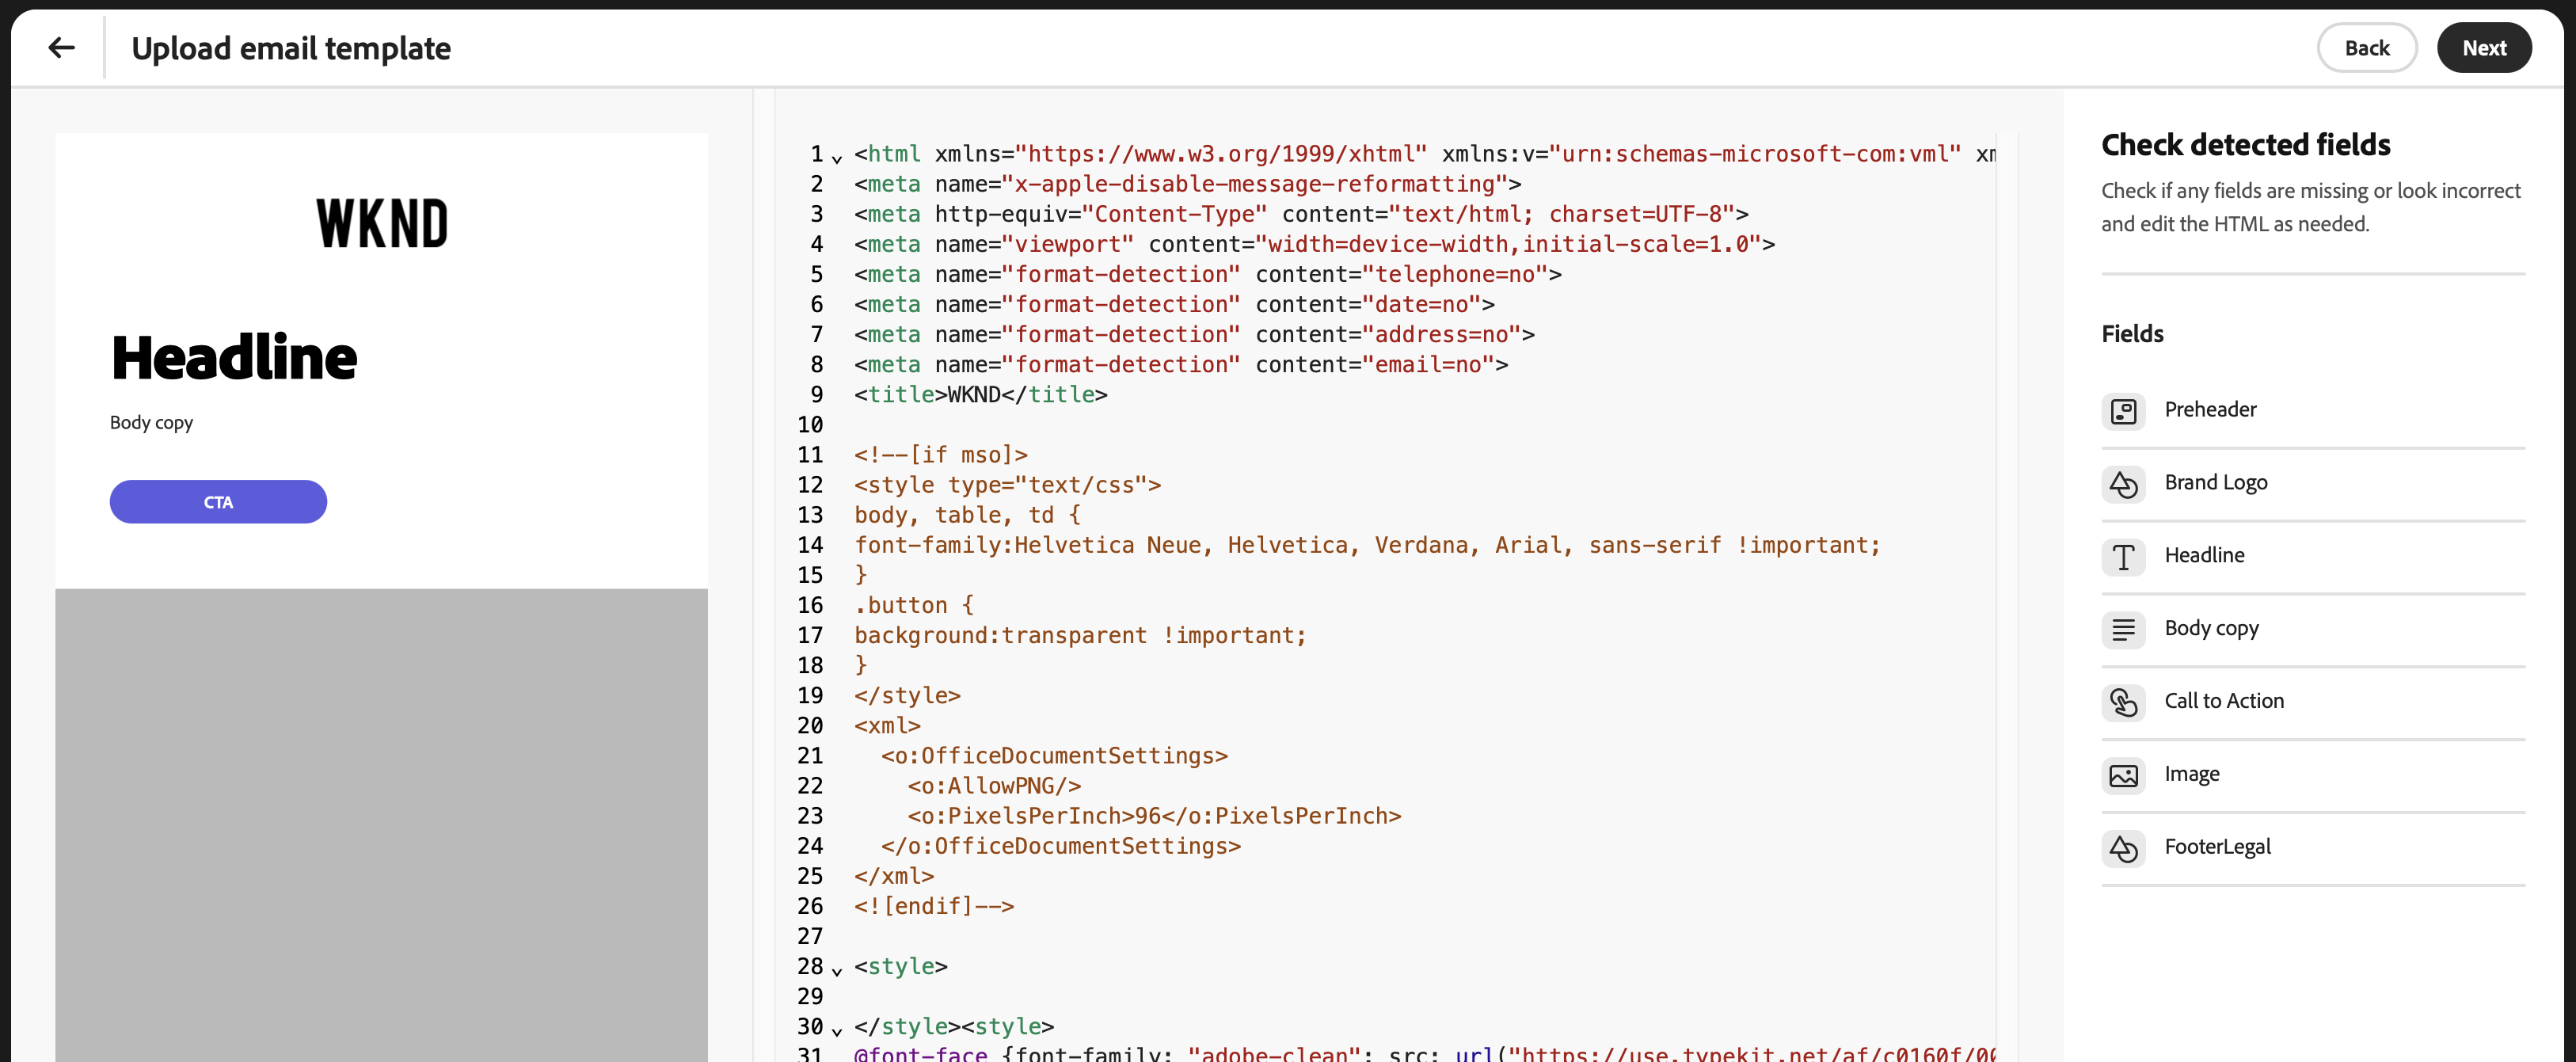 Upload email template
Back
Next
WKND
Headline
Body copy
CTA
1 <html xmlns="https://www.w3.org/1999/xhtml" xmlns:v="urn:schemas-microsoft-com:vml" xm
2 <meta name="x-apple-disable-message-reformatting">
3 <meta http-equiv="Content-Type" content="text/html; charset=UTF-8">
4 <meta name="viewport" content="width=device-width,initial-scale=1.0">
5 <meta name="format-detection" content="telephone=no">
6 <meta name="format-detection" content="date=no">
7 <meta name="format-detection" content="address=no">
8 <meta name="format-detection" content="email=no">
9 <title>WKND</title>
10
11 <!--[if mso]>
12 <style type="text/css">
13 body, table, td {
14 font-family:Helvetica Neue, Helvetica, Verdana, Arial, sans-serif !important;
15 }
16 .button {
17 background:transparent !important;
18 }
19 </style>
20 <xml>
21 <o:OfficeDocumentSettings>
22 <o:AllowPNG/>
23 <o:PixelsPerInch>96</o:PixelsPerInch>
24 </o:OfficeDocumentSettings>
25 </xml>
26 <![endif]-->
27
28 <style>
29
30 </style><style>
31 @font-face {font-family: "adobe-clean"; src: url("https://use.typekit.net/af/c0160f/00
Check detected fields
Check if any fields are missing or look incorrect
and edit the HTML as needed.
Fields
Preheader
Brand Logo
Headline
Body copy
Call to Action
Image
FooterLegal